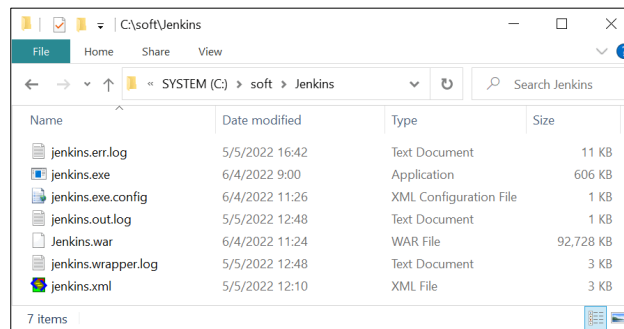 C:\soft\Jenkins
File Home Share View
« SYSTEM (C:) › soft › Jenkins Search Jenkins
Name Date modified Type Size
jenkins.err.log 5/5/2022 16:42 Text Document 11 KB
jenkins.exe 6/4/2022 9:00 Application 606 KB
jenkins.exe.config 6/4/2022 11:26 XML Configuration File 1 KB
jenkins.out.log 5/5/2022 12:48 Text Document 1 KB
Jenkins.war 6/4/2022 11:24 WAR File 92,728 KB
jenkins.wrapper.log 5/5/2022 12:48 Text Document 3 KB
jenkins.xml 5/5/2022 12:10 XML File 3 KB
7 items